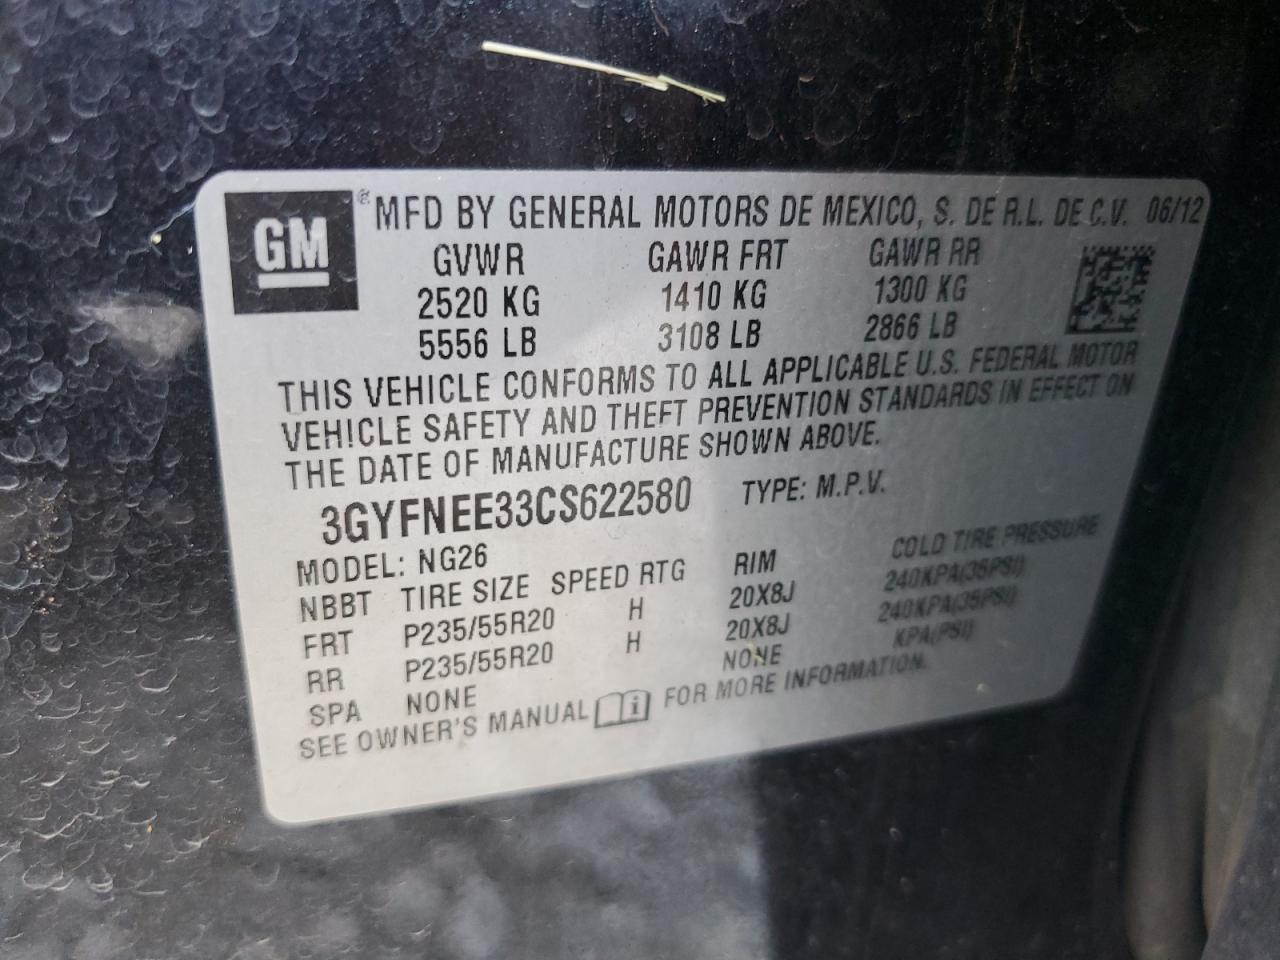 GM ® MFD BY GENERAL MOTORS DE MEXICO, S. DE R.L. DE C.V. 06/12
GVWR GAWR FRT GAWR RR
2520 KG 1410 KG 1300 KG
5556 LB 3108 LB 2866 LB
THIS VEHICLE CONFORMS TO ALL APPLICABLE U.S. FEDERAL MOTOR
VEHICLE SAFETY AND THEFT PREVENTION STANDARDS IN EFFECT ON
THE DATE OF MANUFACTURE SHOWN ABOVE.
3GYFNEE33CS622580 TYPE: M.P.V.
MODEL: NG26
NBBT TIRE SIZE SPEED RTG RIM COLD TIRE PRESSURE
FRT P235/55R20 H 20X8J 240KPA(35PSI)
RR P235/55R20 H 20X8J 240KPA(35PSI)
SPA NONE NONE KPA(PSI)
SEE OWNER'S MANUAL i FOR MORE INFORMATION.